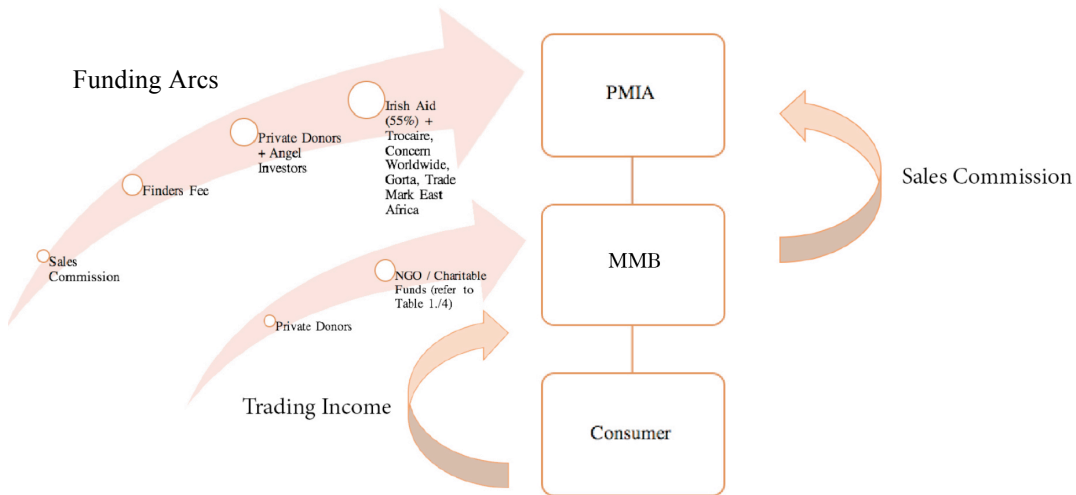 Funding Arcs
Sales
Commission
Finders Fee
Private Donors
+ Angel
Investors
Irish Aid
(55%) +
Trocaire,
Concern
Worldwide,
Gorta, Trade
Mark East
Africa
PMIA
Sales Commission
Private Donors
NGO / Charitable
Funds (refer to
Table 1./4)
MMB
Trading Income
Consumer